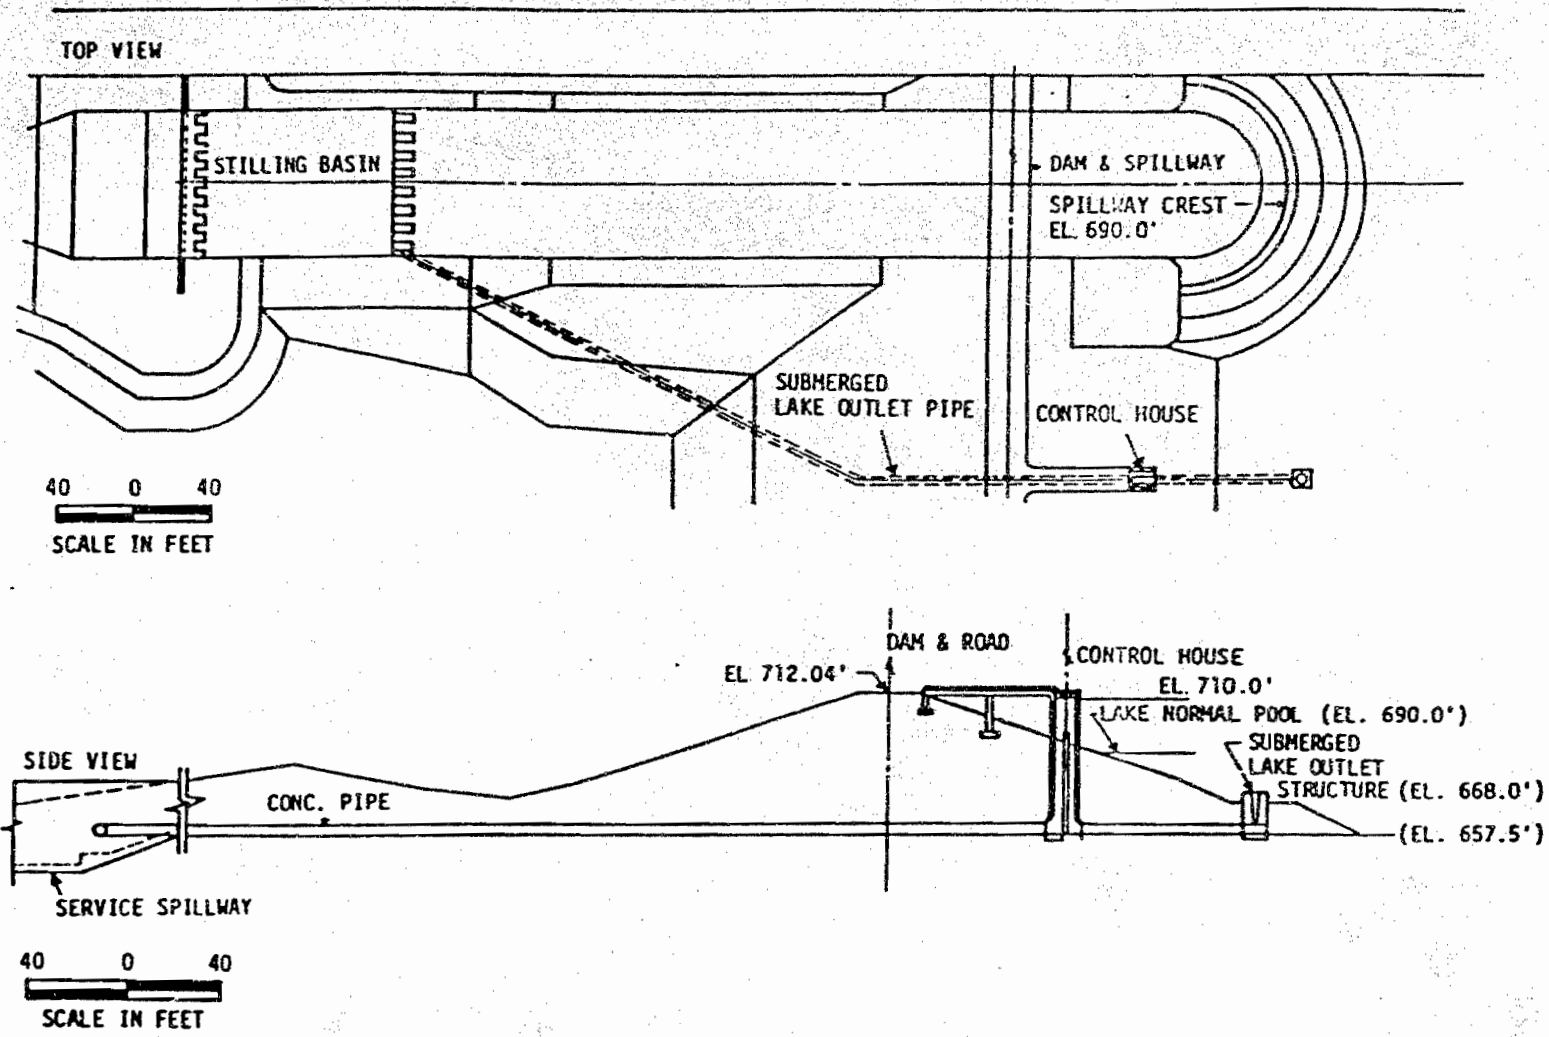 TOP VIEW
STILLING BASIN
DAM & SPILLWAY
SPILLWAY CREST
EL. 690.0'
SUBMERGED
LAKE OUTLET PIPE
CONTROL HOUSE
40 0 40
SCALE IN FEET
DAM & ROAD
EL 712.04'
CONTROL HOUSE
EL. 710.0'
LAKE NORMAL POOL (EL. 690.0')
SUBMERGED
LAKE OUTLET
STRUCTURE (EL. 668.0')
(EL. 657.5')
SIDE VIEW
CONC. PIPE
SERVICE SPILLWAY
40 0 40
SCALE IN FEET